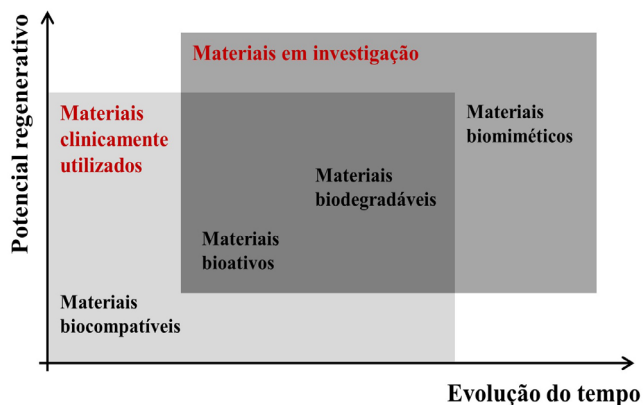 Potencial regenerativo
Materiais em investigação
Materiais
clinicamente
utilizados
Materiais
biomiméticos
Materiais
biodegradáveis
Materiais
bioativos
Materiais
biocompatíveis
Evolução do tempo